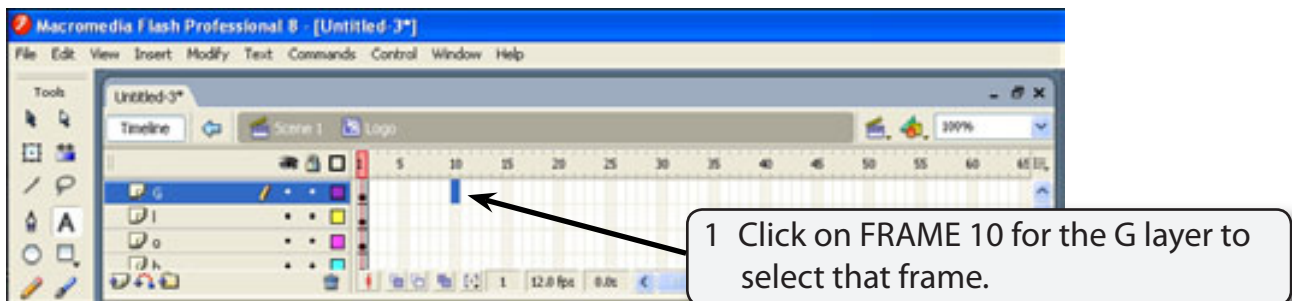 Macromedia Flash Professional 8 - [Untitled-3*]
File Edit View Insert Modify Text Commands Control Window Help
Tools
Untitled-3*
Timeline Scene 1 Logo 100%
1 5 10 15 20 25 30 35 40 45 50 55 60 65
G
l
o
b
1 12.0 fps 0.0s
1 Click on FRAME 10 for the G layer to
select that frame.